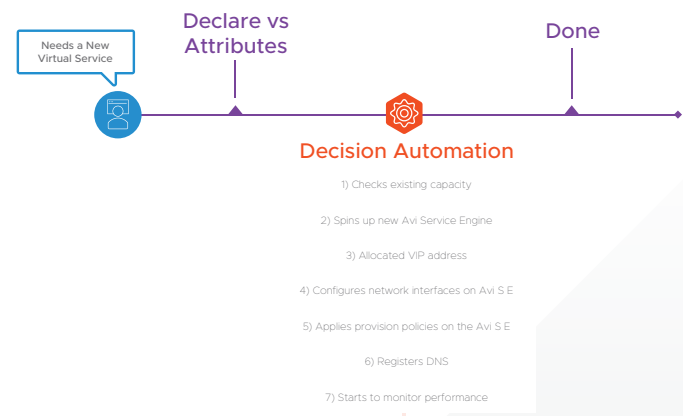 Needs a New
Virtual Service
Declare vs
Attributes
Done
Decision Automation
1) Checks existing capacity
2) Spins up new Avi Service Engine
3) Allocated VIP address
4) Configures network interfaces on Avi S E
5) Applies provision policies on the Avi S E
6) Registers DNS
7) Starts to monitor performance